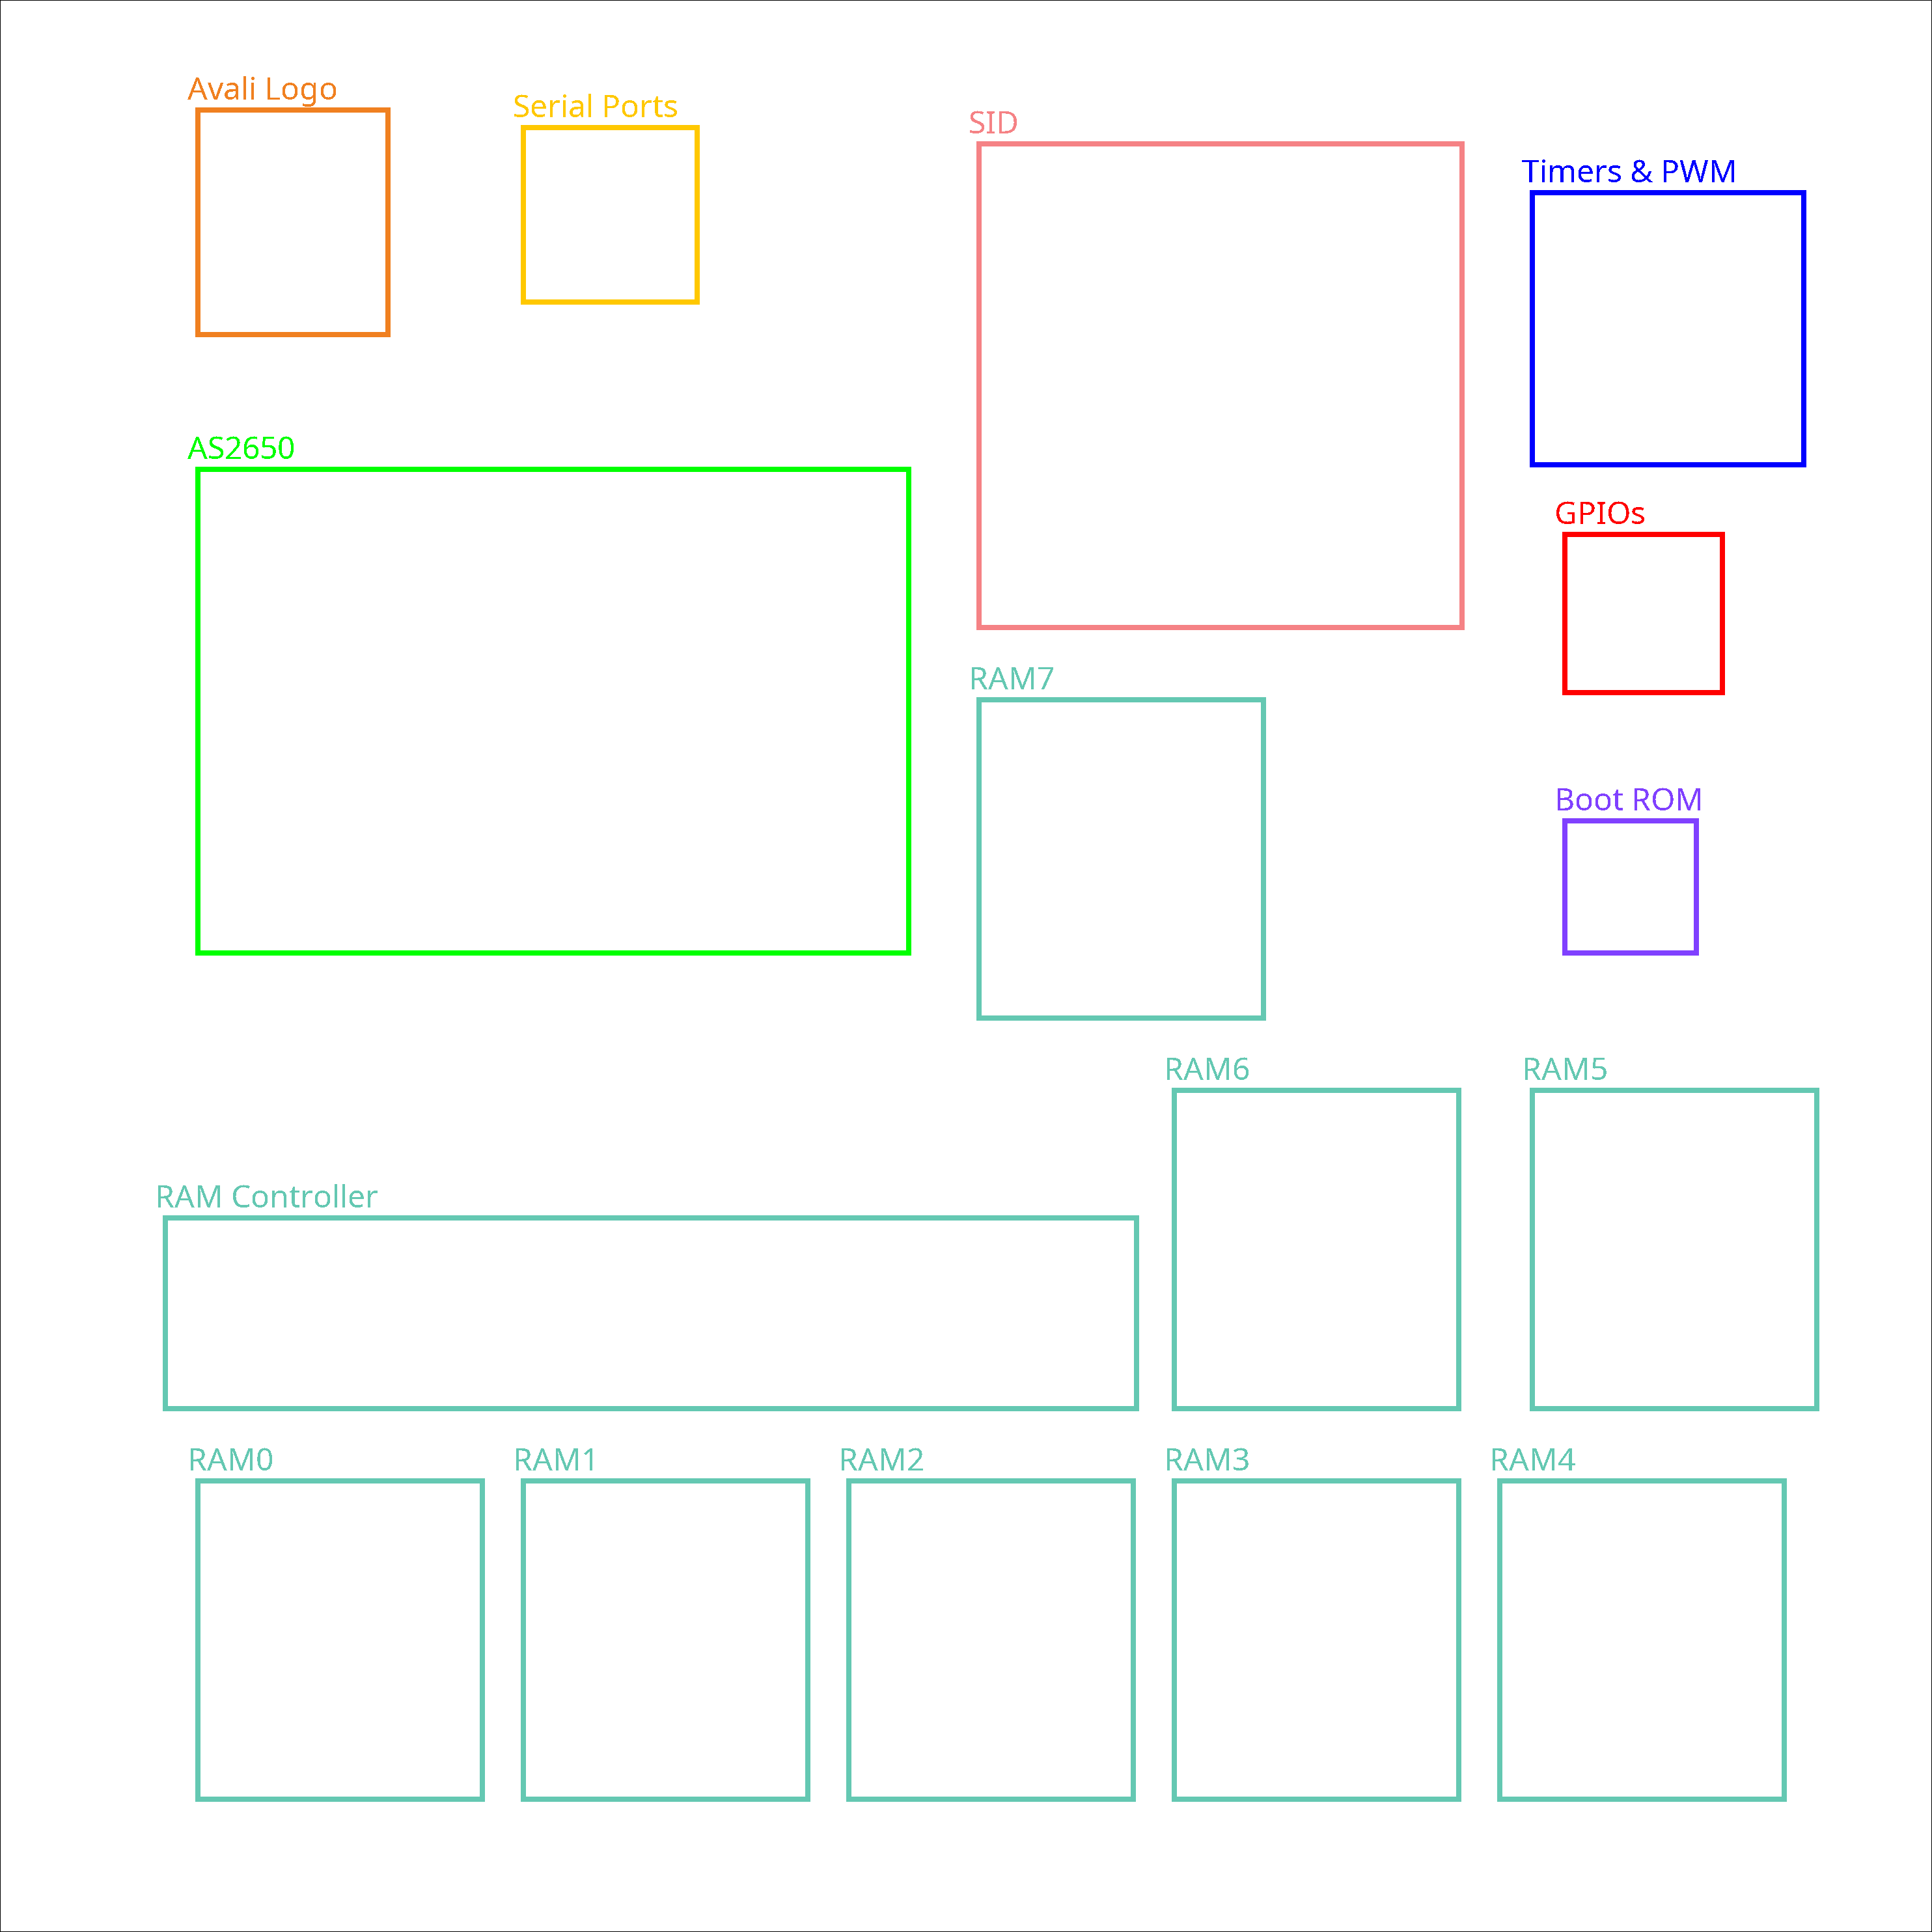 Avali Logo
Serial Ports
SID
Timers & PWM
AS2650
GPIOs
RAM7
Boot ROM
RAM6
RAM5
RAM Controller
RAM0
RAM1
RAM2
RAM3
RAM4